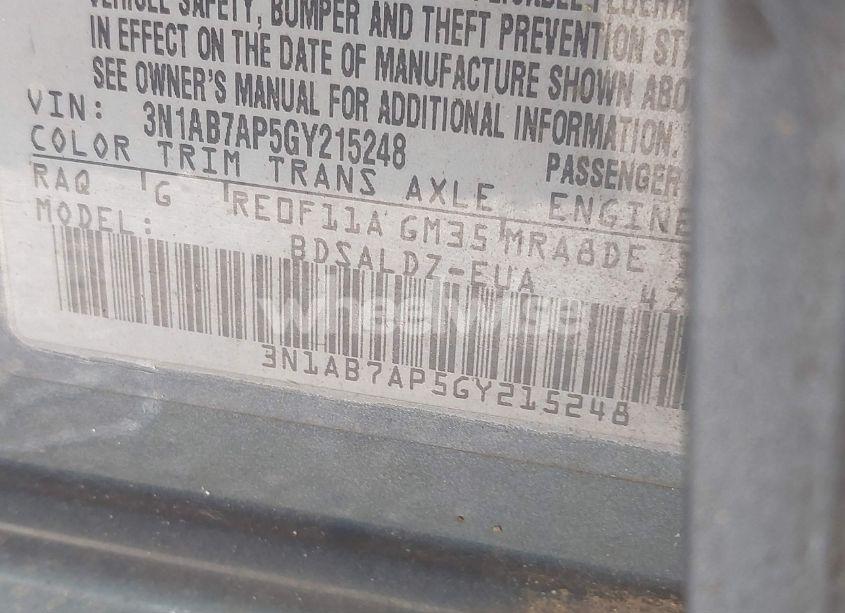 VEHICLE SAFETY, BUMPER AND THEFT PREVENTION
IN EFFECT ON THE DATE OF MANUFACTURE SHOWN
SEE OWNER'S MANUAL FOR ADDITIONAL INFORMATION.
VIN: 3N1AB7AP5GY215248 PASSENGER
COLOR TRIM TRANS AXLE ENGINE
RAQ G RE0F11A GM35 MRA8DE
MODEL: BDSALDZ-EUA
wheelwise
3N1AB7AP5GY215248